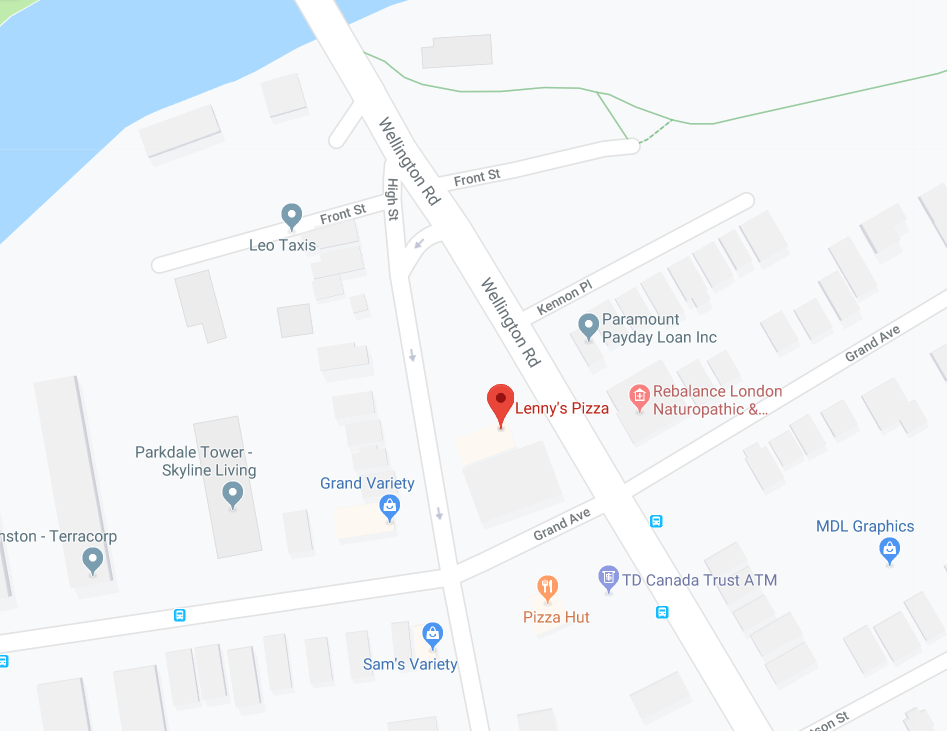 Wellington Rd
Front St
High St
Front St
Leo Taxis
Wellington Rd
Kennon Pl
Paramount
Payday Loan Inc
Grand Ave
Rebalance London
Naturopathic &...
Lenny's Pizza
Parkdale Tower -
Skyline Living
Grand Variety
Grand Ave
nston - Terracorp
MDL Graphics
TD Canada Trust ATM
Pizza Hut
Sam's Variety
son St